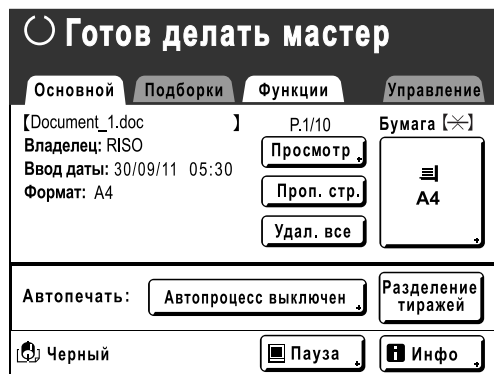 Готов делать мастер
Основной Подборки Функции Управление
【Document_1.doc 】 P.1/10 Бумага【✳】
Владелец: RISO
Просмотр
Ввод даты: 30/09/11 05:30
Формат: A4
Проп. стр.
A4
Удал. все
Автопечать: Автопроцесс выключен
Разделение
тиражей
Черный Пауза Инфо